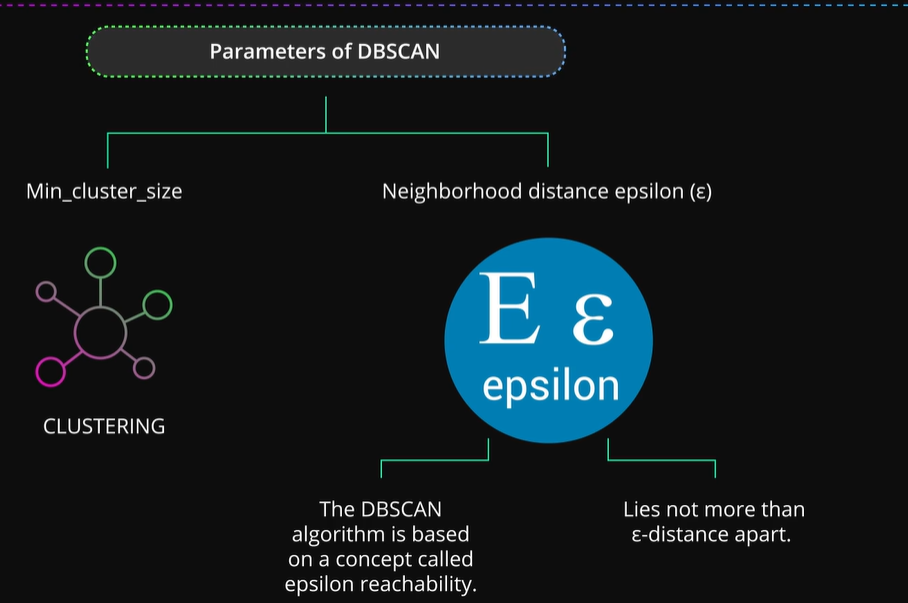 Parameters of DBSCAN
Min_cluster_size
Neighborhood distance epsilon (ε)
E ε
epsilon
CLUSTERING
The DBSCAN
algorithm is based
on a concept called
epsilon reachability.
Lies not more than
ε-distance apart.